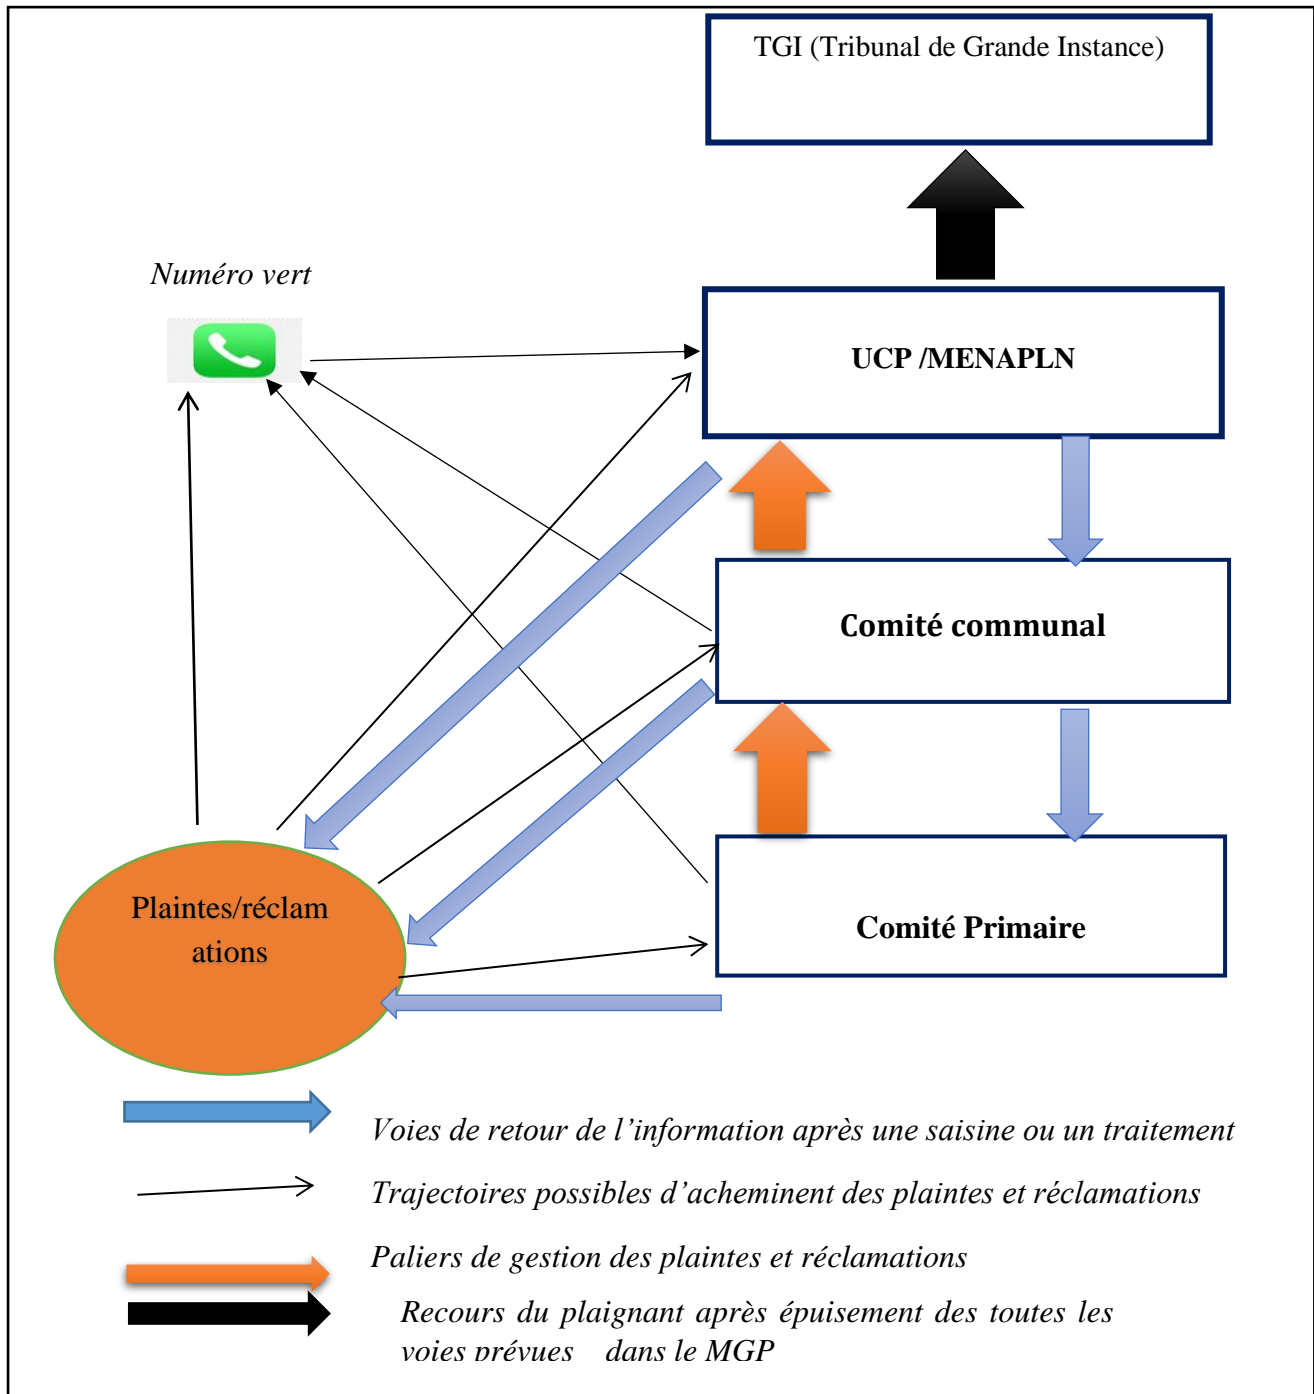 TGI (Tribunal de Grande Instance)
Numéro vert
UCP /MENAPLN
Comité communal
Plaintes/réclam
ations
Comité Primaire
Voies de retour de l’information après une saisine ou un traitement
Trajectoires possibles d’acheminent des plaintes et réclamations
Paliers de gestion des plaintes et réclamations
Recours du plaignant après épuisement des toutes les
voies prévues dans le MGP